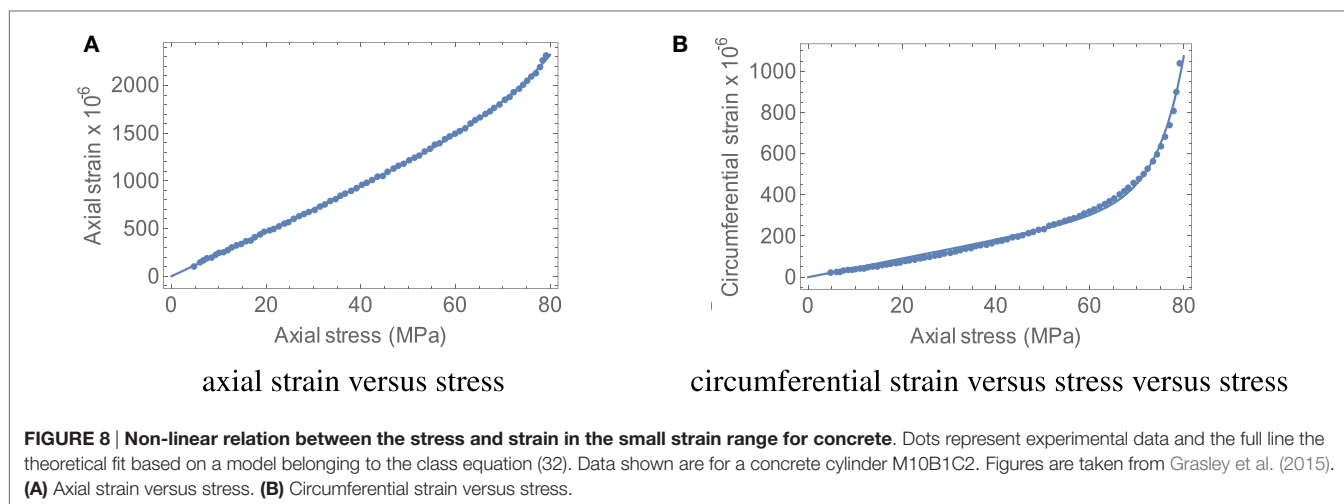 A
Axial strain x 10⁻⁶
2000
1500
1000
500
0
0 20 40 60 80
Axial stress (MPa)
axial strain versus stress
B
Circumferential strain x 10⁻⁶
1000
800
600
400
200
0
0 20 40 60 80
Axial stress (MPa)
circumferential strain versus stress versus stress
FIGURE 8 | Non-linear relation between the stress and strain in the small strain range for concrete. Dots represent experimental data and the full line the
theoretical fit based on a model belonging to the class equation (32). Data shown are for a concrete cylinder M10B1C2. Figures are taken from Grasley et al. (2015).
(A) Axial strain versus stress. (B) Circumferential strain versus stress.